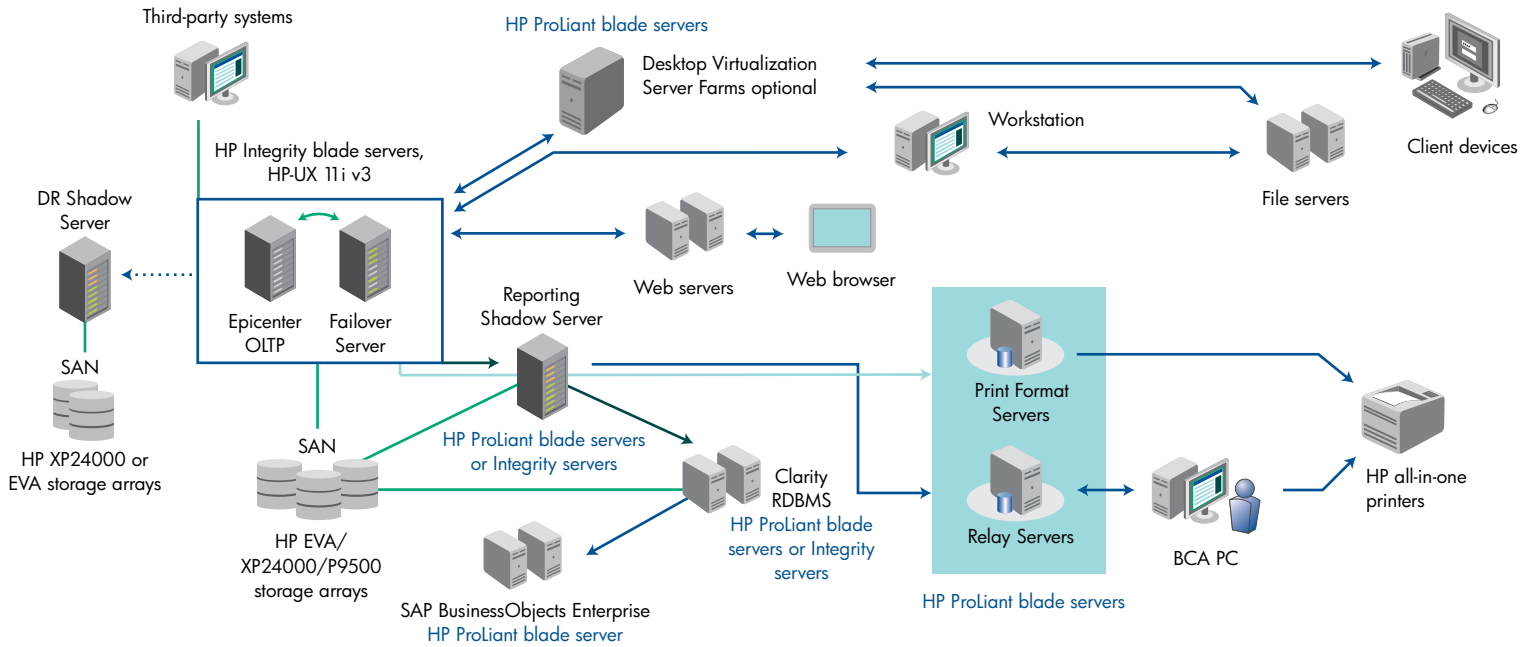 Third-party systems
HP ProLiant blade servers
Desktop Virtualization
Server Farms optional
Workstation
Client devices
File servers
HP Integrity blade servers,
HP-UX 11i v3
DR Shadow
Server
Epicenter
OLTP
Failover
Server
Web servers
Web browser
Reporting
Shadow Server
SAN
HP XP24000 or
EVA storage arrays
SAN
HP EVA/
XP24000/P9500
storage arrays
HP ProLiant blade servers
or Integrity servers
Clarity
RDBMS
HP ProLiant blade
servers or Integrity
servers
SAP BusinessObjects Enterprise
HP ProLiant blade server
Print Format
Servers
Relay Servers
HP ProLiant blade servers
BCA PC
HP all-in-one
printers